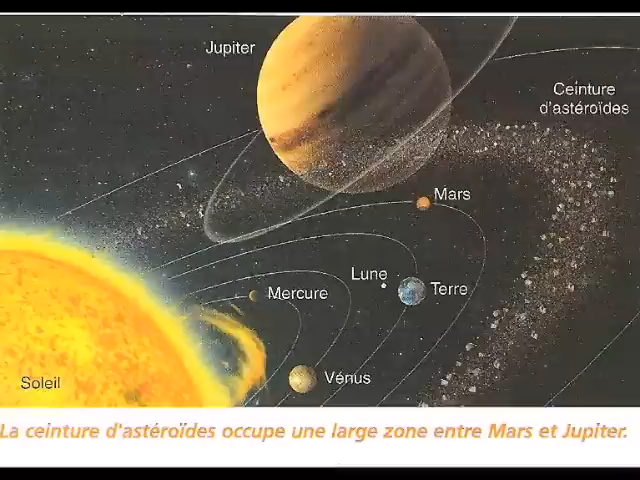 Jupiter
Ceinture
d'astéroïdes
Mars
Lune
Terre
Mercure
Vénus
Soleil
La ceinture d'astéroïdes occupe une large zone entre Mars et Jupiter.